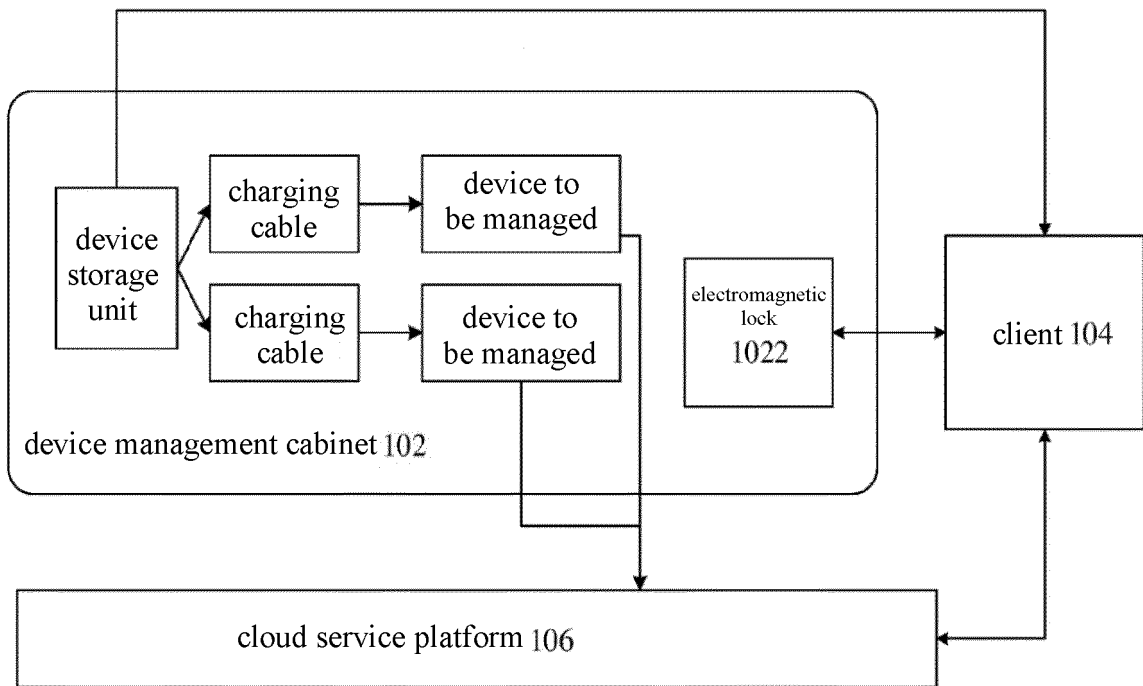 charging
cable
device to
be managed
device
storage
unit
charging
cable
device to
be managed
electromagnetic
lock
1022
client 104
device management cabinet 102
cloud service platform 106